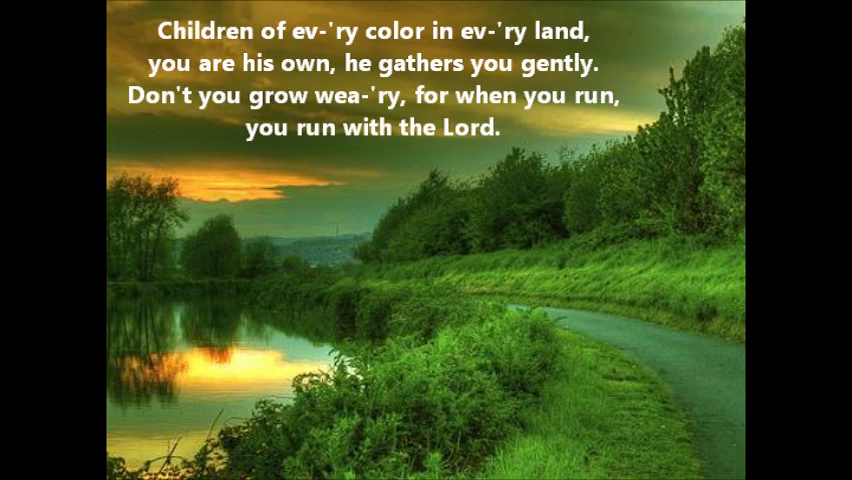 Children of ev-'ry color in ev-'ry land,
you are his own, he gathers you gently.
Don't you grow wea-'ry, for when you run,
you run with the Lord.